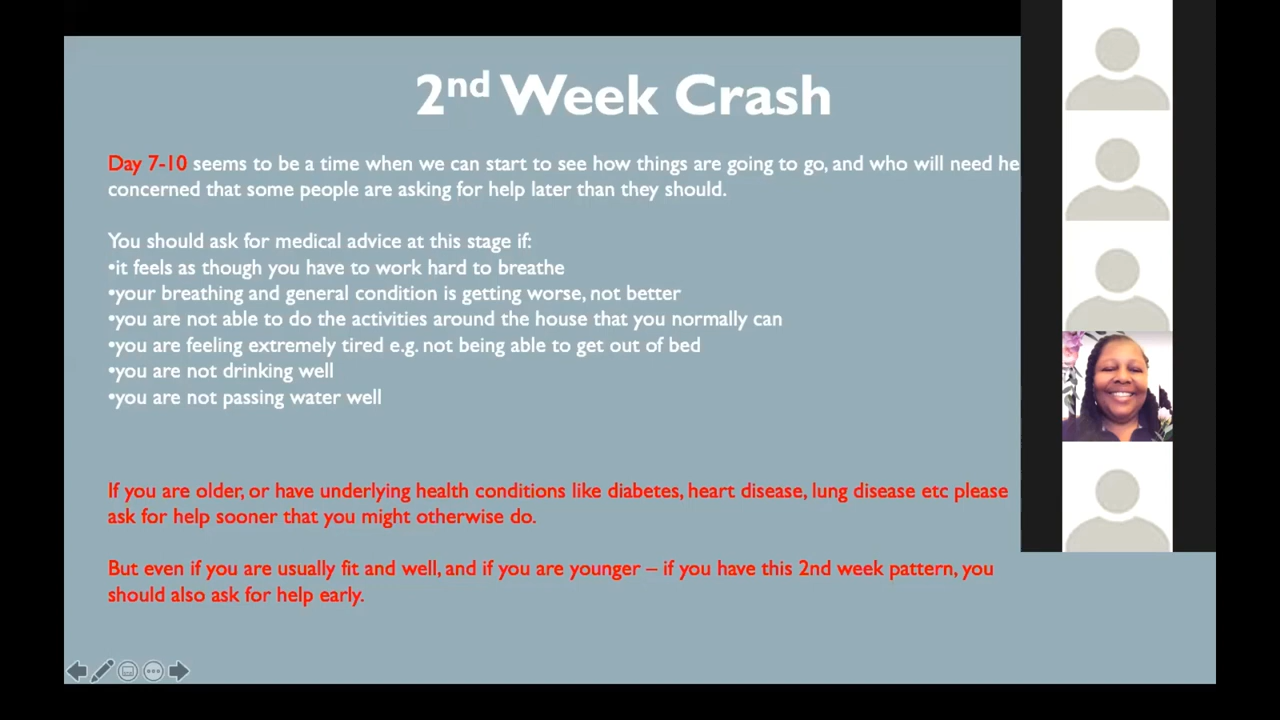 2nd Week Crash
Day 7-10 seems to be a time when we can start to see how things are going to go, and who will need
concerned that some people are asking for help later than they should.
You should ask for medical advice at this stage if:
•it feels as though you have to work hard to breathe
•your breathing and general condition is getting worse, not better
•you are not able to do the activities around the house that you normally can
•you are feeling extremely tired e.g. not being able to get out of bed
•you are not drinking well
•you are not passing water well
If you are older, or have underlying health conditions like diabetes, heart disease, lung disease etc please
ask for help sooner that you might otherwise do.
But even if you are usually fit and well, and if you are younger – if you have this 2nd week pattern, you
should also ask for help early.